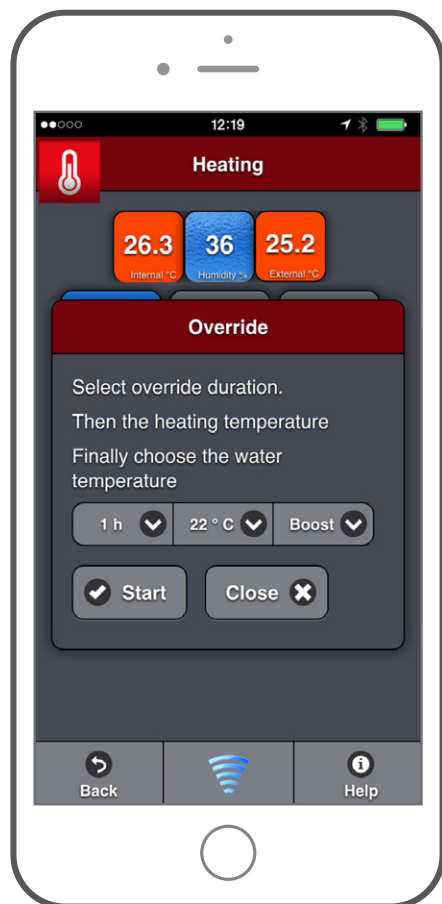 12:19
Heating
26.3 36 25.2
Internal °C Humidity % External °C
Override
Select override duration.
Then the heating temperature
Finally choose the water
temperature
1 h 22 ° C Boost
Start Close
Back Help